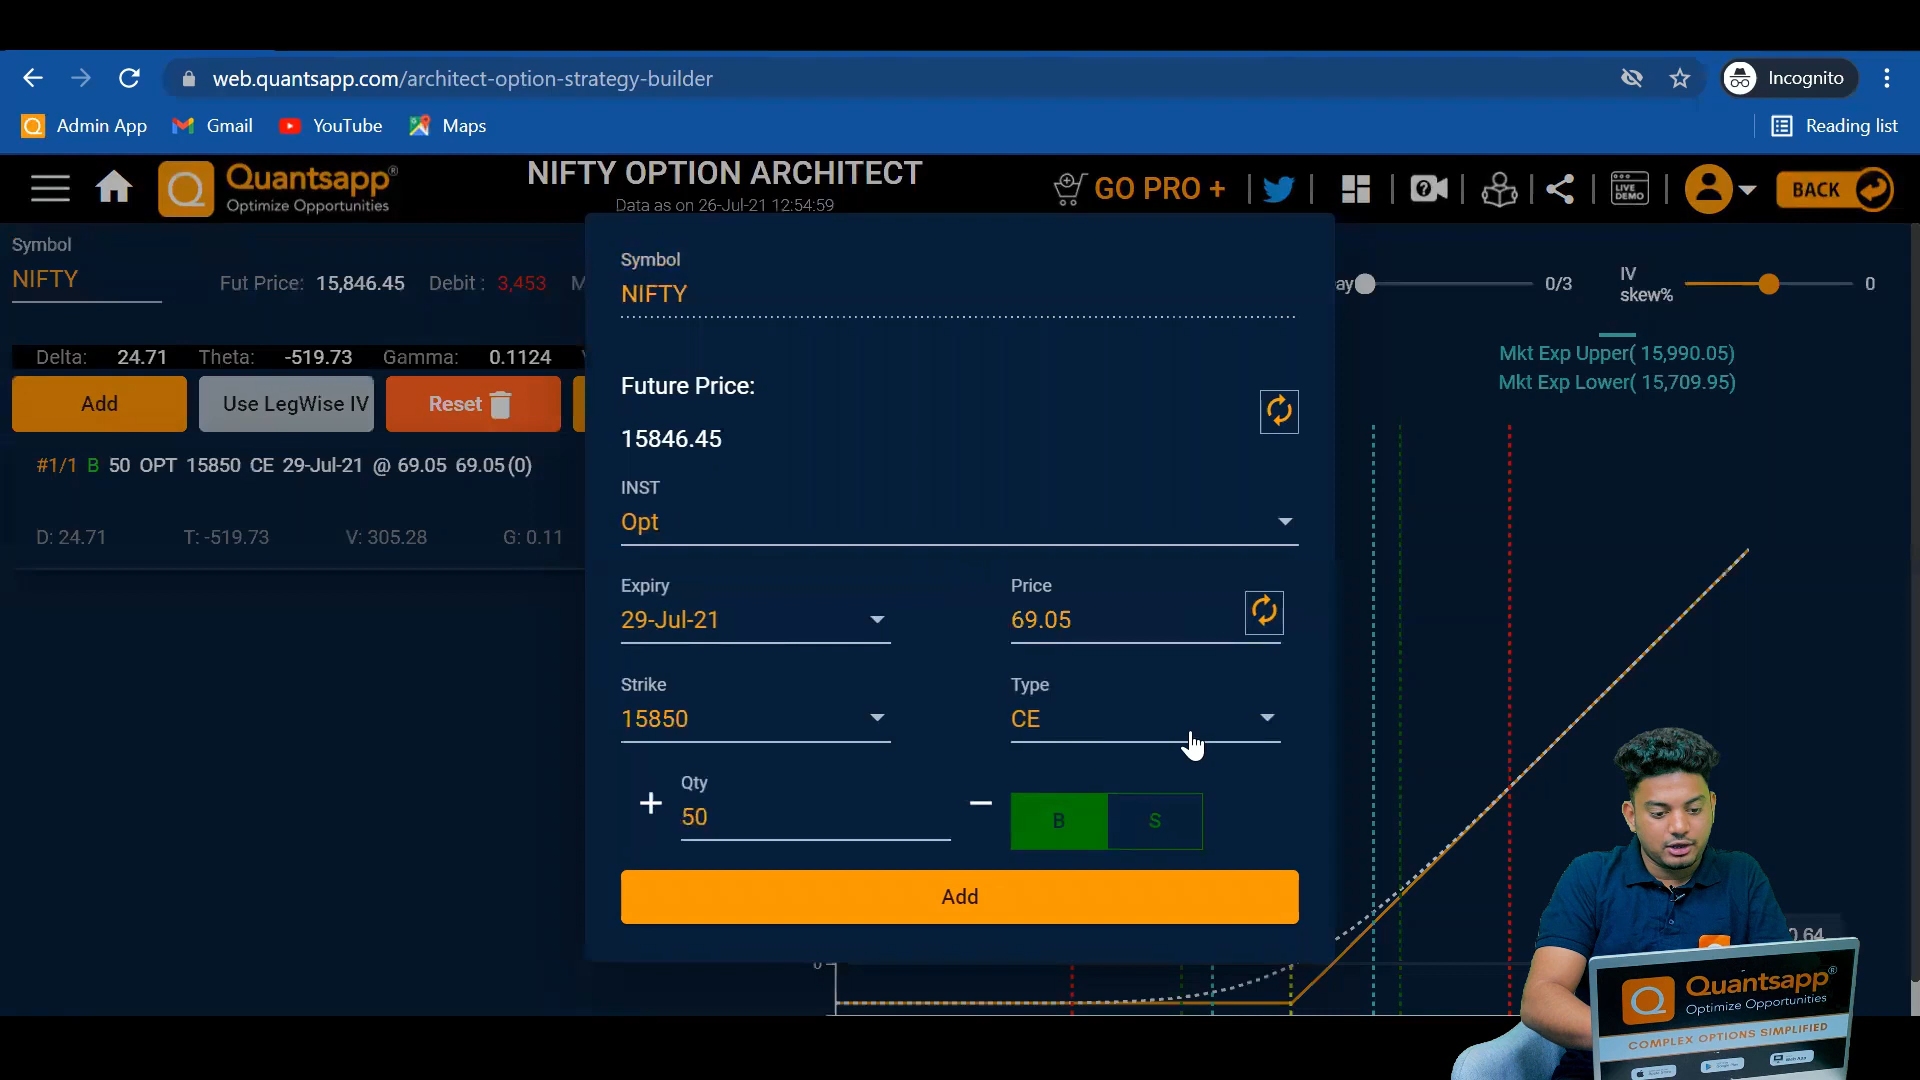 web.quantsapp.com/architect-option-strategy-builder
Incognito
Admin App
Gmail
YouTube
Maps
Reading list
Quantsapp®
Optimize Opportunities
NIFTY OPTION ARCHITECT
Data as on 26-Jul-21 12:54:59
GO PRO +
LIVE DEMO
BACK
Symbol
NIFTY
Fut Price: 15,846.45 Debit : 3,453
0/3
IV skew%
0
Delta: 24.71 Theta: -519.73 Gamma: 0.1124
Add
Use LegWise IV
Reset
#1/1 B 50 OPT 15850 CE 29-Jul-21 @ 69.05 69.05(0)
D: 24.71 T: -519.73 V: 305.28 G: 0.11
Symbol
NIFTY
Future Price:
15846.45
INST
Opt
Expiry
29-Jul-21
Price
69.05
Strike
15850
Type
CE
+
Qty
50
−
B
S
Add
Mkt Exp Upper( 15,990.05)
Mkt Exp Lower( 15,709.95)
0
Quantsapp®
Optimize Opportunities
COMPLEX OPTIONS SIMPLIFIED